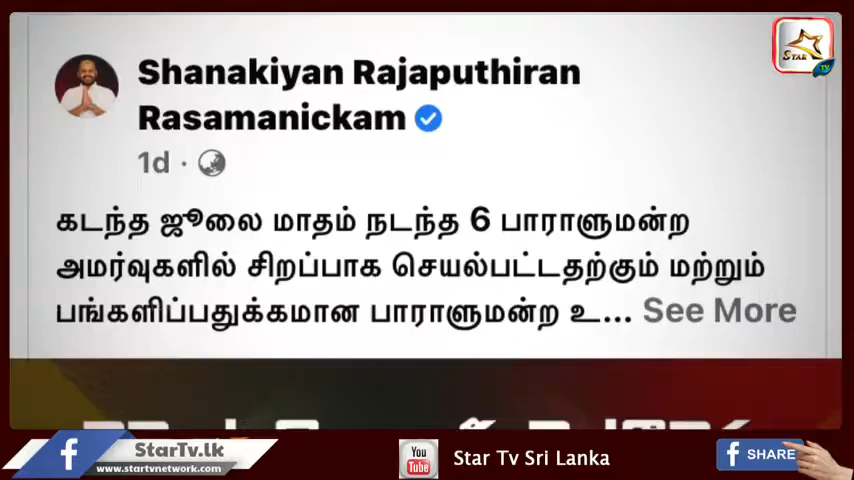 STAR
TV
Shanakiyan Rajaputhiran
Rasamanickam
1d ·
கடந்த ஜூலை மாதம் நடந்த 6 பாராளுமன்ற
அமர்வுகளில் சிறப்பாக செயல்பட்டதற்கும் மற்றும்
பங்களிப்பதுக்கமான பாராளுமன்ற உ... See More
f StarTv.lk
www.startvnetwork.com
You
Tube
Star Tv Sri Lanka
f SHARE